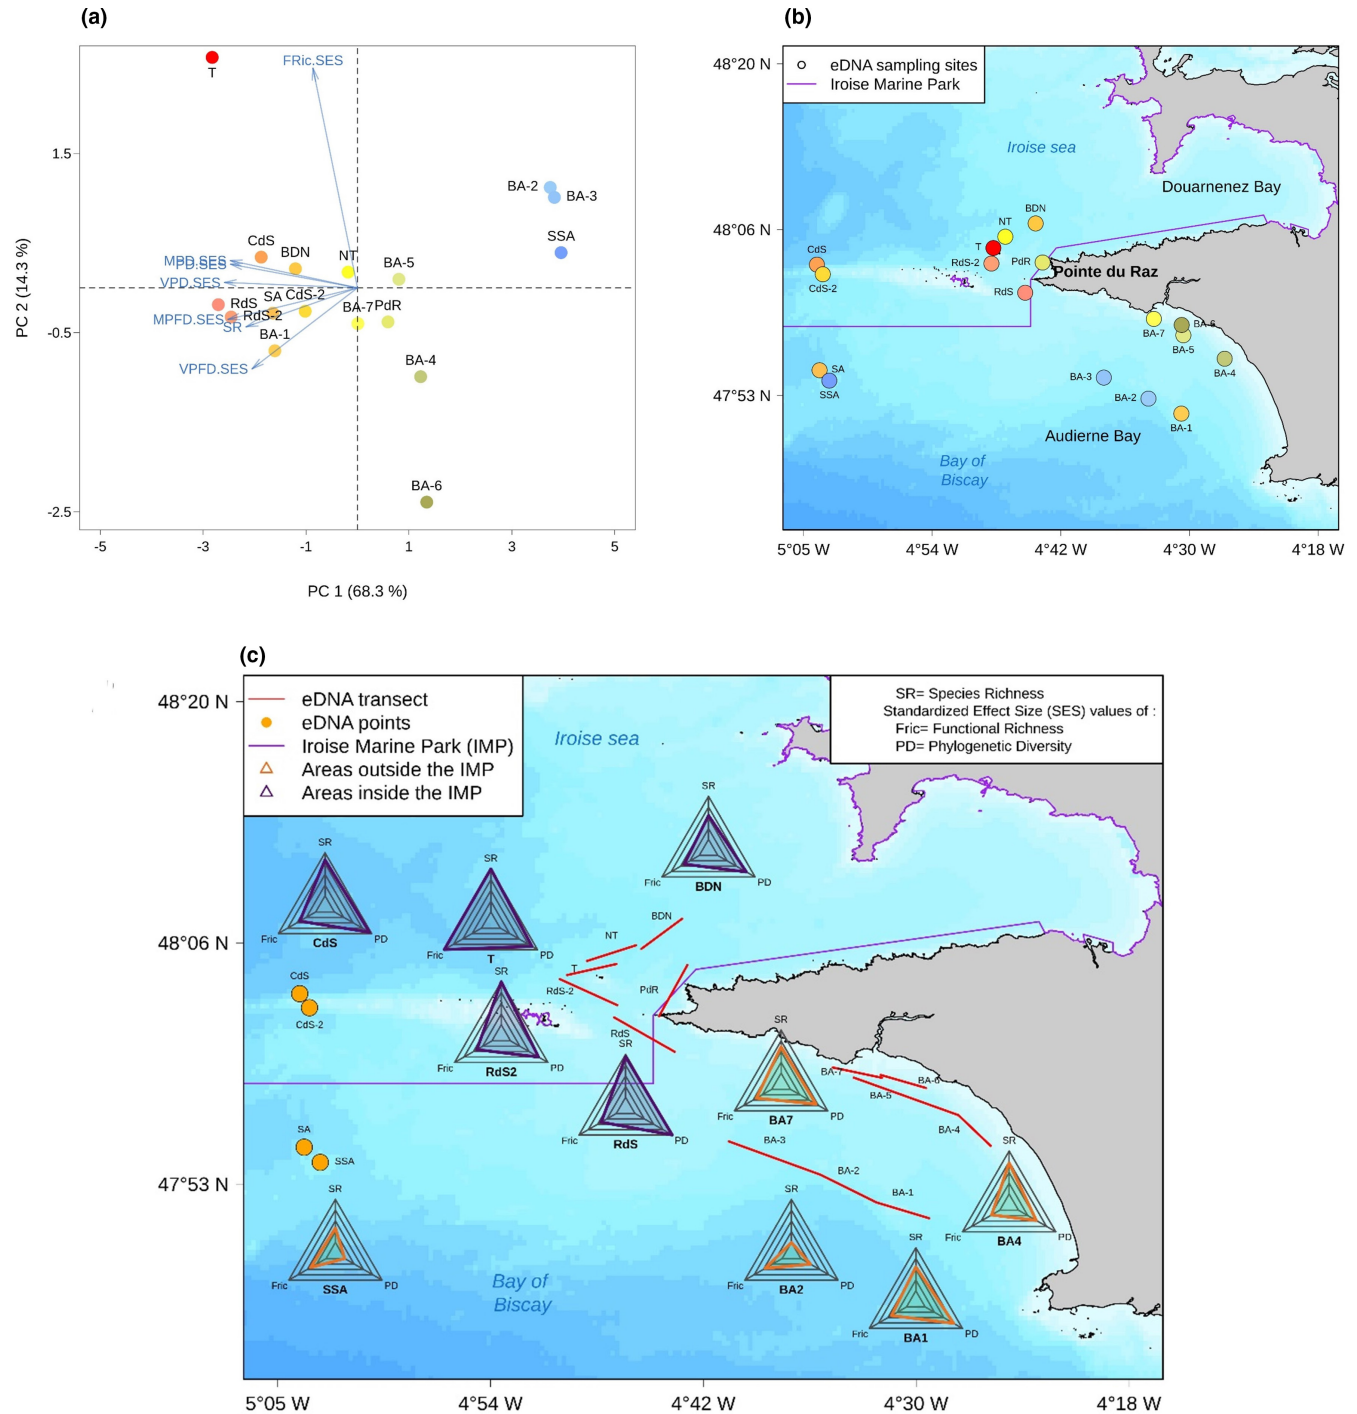 (a)
T
FRic.SES
1.5
BA-2
BA-3
SSA
CdS
BDN
NT
MPD.SES
PD.SES
BA-5
VPD.SES
RdS
SA
CdS-2
MPFD.SES
RdS-2
BA-7
PdR
SR
BA-1
-0.5
VPFD.SES
BA-4
BA-6
-2.5
PC 2 (14.3 %)
-5
-3
-1
1
3
5
PC 1 (68.3 %)
(b)
48°20 N
eDNA sampling sites
Iroise Marine Park
Iroise sea
Douarnenez Bay
BDN
NT
48°06 N
T
CdS
RdS-2
PdR
Pointe du Raz
CdS-2
RdS
BA-7
BA-6
BA-5
SA
BA-3
BA-4
SSA
BA-2
47°53 N
BA-1
Audierne Bay
Bay of
Biscay
5°05 W
4°54 W
4°42 W
4°30 W
4°18 W
(c)
48°20 N
eDNA transect
eDNA points
Iroise Marine Park (IMP)
Areas outside the IMP
Areas inside the IMP
SR= Species Richness
Standardized Effect Size (SES) values of :
Fric= Functional Richness
PD= Phylogenetic Diversity
Iroise sea
SR
Fric
PD
BDN
SR
Fric
PD
CdS
SR
Fric
PD
T
BDN
NT
48°06 N
T
CdS
RdS-2
PdR
CdS-2
SR
Fric
PD
RdS2
RdS
SR
Fric
PD
RdS
SR
Fric
PD
BA7
BA-7
BA-6
BA-5
BA-4
SA
SSA
BA-3
BA-2
BA-1
47°53 N
SR
Fric
PD
BA4
SR
Fric
PD
SSA
SR
Fric
PD
BA2
SR
Fric
PD
BA1
Bay of
Biscay
5°05 W
4°54 W
4°42 W
4°30 W
4°18 W